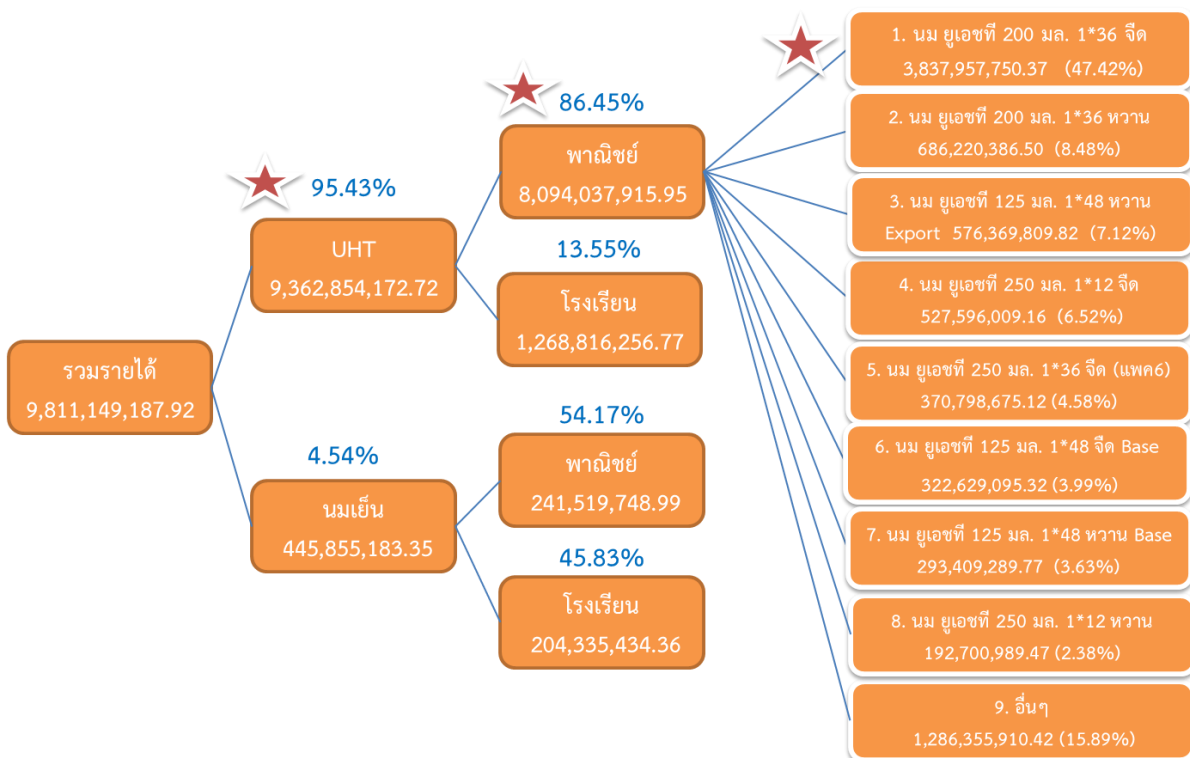 รวมรายได้
9,811,149,187.92
95.43%
UHT
9,362,854,172.72
4.54%
นมเย็น
445,855,183.35
86.45%
พาณิชย์
8,094,037,915.95
13.55%
โรงเรียน
1,268,816,256.77
54.17%
พาณิชย์
241,519,748.99
45.83%
โรงเรียน
204,335,434.36
1. นม ยูเอชที 200 มล. 1*36 จืด
3,837,957,750.37 (47.42%)
2. นม ยูเอชที 200 มล. 1*36 หวาน
686,220,386.50 (8.48%)
3. นม ยูเอชที 125 มล. 1*48 หวาน
Export 576,369,809.82 (7.12%)
4. นม ยูเอชที 250 มล. 1*12 จืด
527,596,009.16 (6.52%)
5. นม ยูเอชที 250 มล. 1*36 จืด (แพค6)
370,798,675.12 (4.58%)
6. นม ยูเอชที 125 มล. 1*48 จืด Base
322,629,095.32 (3.99%)
7. นม ยูเอชที 125 มล. 1*48 หวาน Base
293,409,289.77 (3.63%)
8. นม ยูเอชที 250 มล. 1*12 หวาน
192,700,989.47 (2.38%)
9. อื่นๆ
1,286,355,910.42 (15.89%)